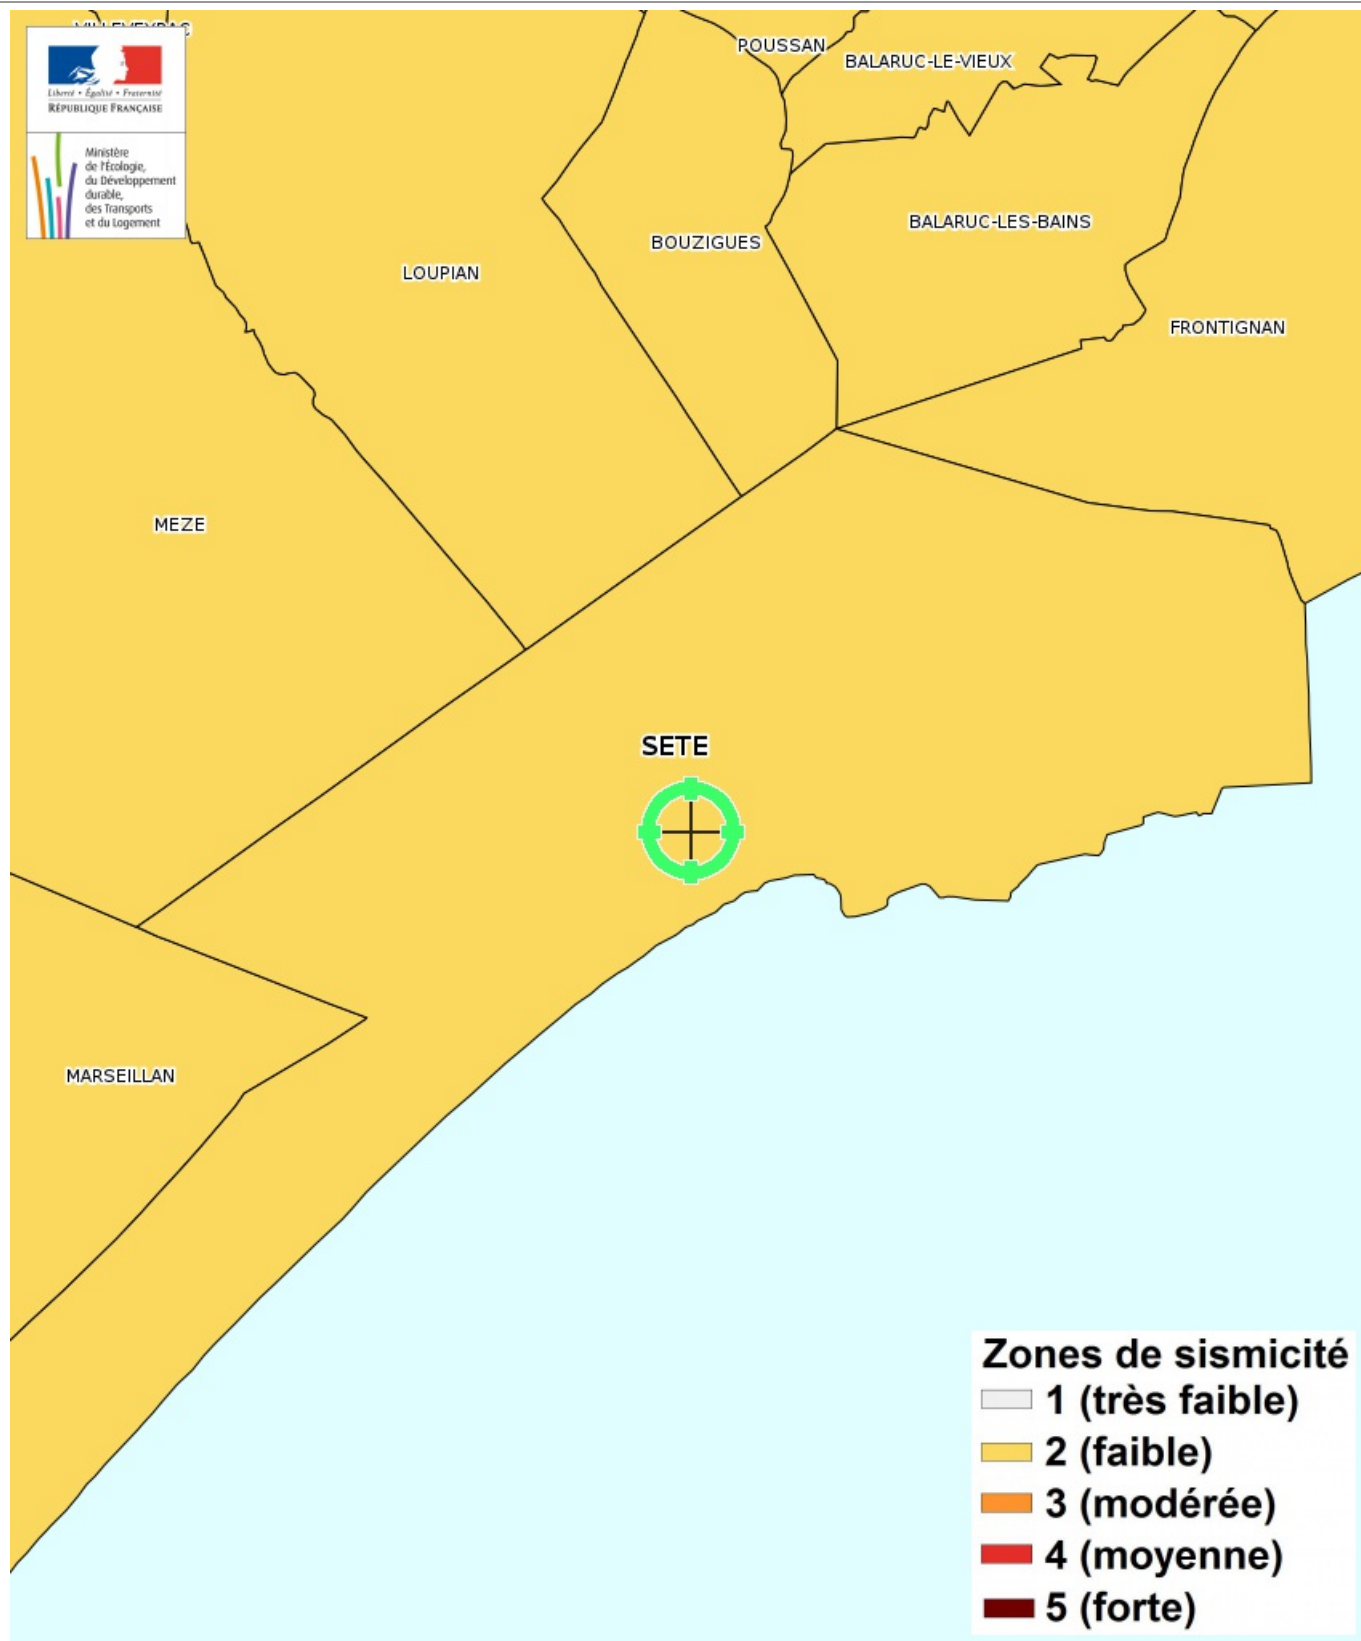 VILLEVEYRAC
POUSSAN
BALARUC-LE-VIEUX
Liberté • Égalité • Fraternité
RÉPUBLIQUE FRANÇAISE
Ministère
de l'Écologie,
du Développement
durable,
des Transports
et du Logement
BALARUC-LES-BAINS
BOUZIGUES
LOUPIAN
FRONTIGNAN
MEZE
SETE
MARSEILLAN
Zones de sismicité
1 (très faible)
2 (faible)
3 (modérée)
4 (moyenne)
5 (forte)